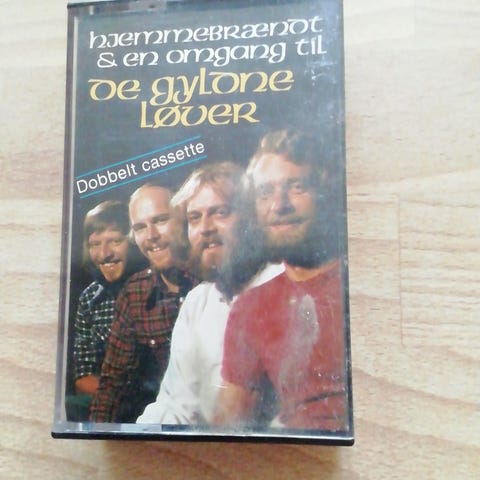 hjemmebrændt
& en omgang til
de gyldne
løver
Dobbelt cassette